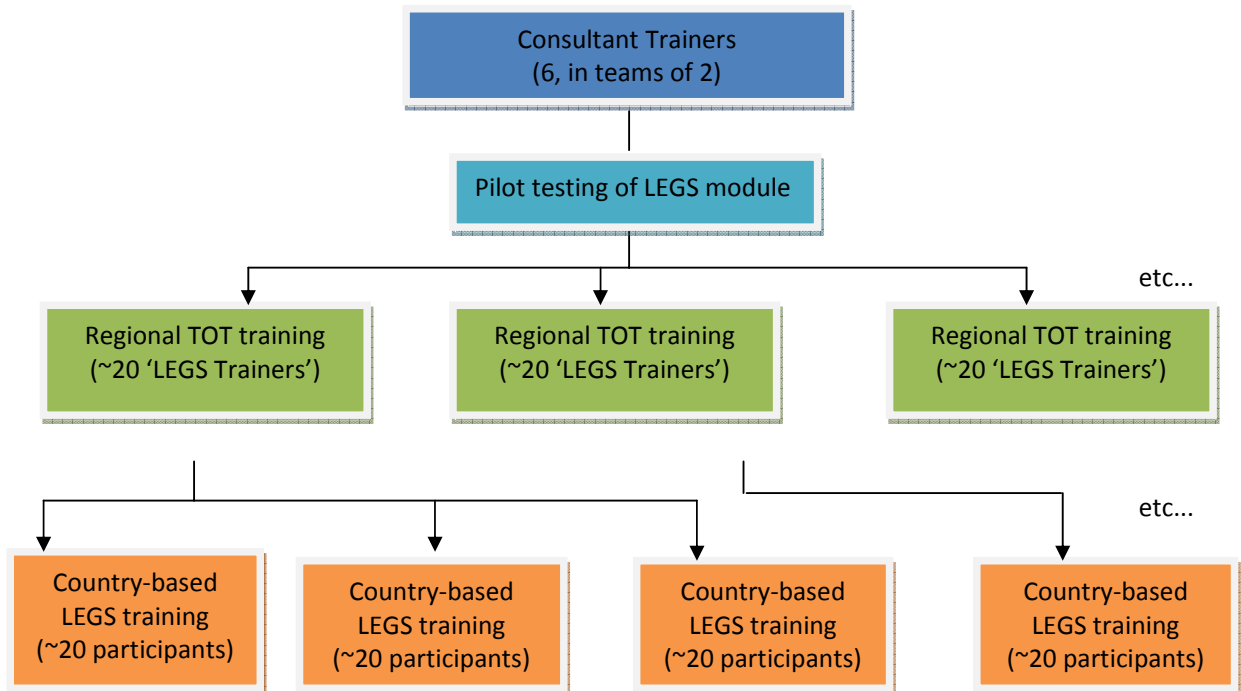 Consultant Trainers
(6, in teams of 2)
Pilot testing of LEGS module
etc...
Regional TOT training
(~20 ‘LEGS Trainers’)
Regional TOT training
(~20 ‘LEGS Trainers’)
Regional TOT training
(~20 ‘LEGS Trainers’)
etc...
Country-based
LEGS training
(~20 participants)
Country-based
LEGS training
(~20 participants)
Country-based
LEGS training
(~20 participants)
Country-based
LEGS training
(~20 participants)